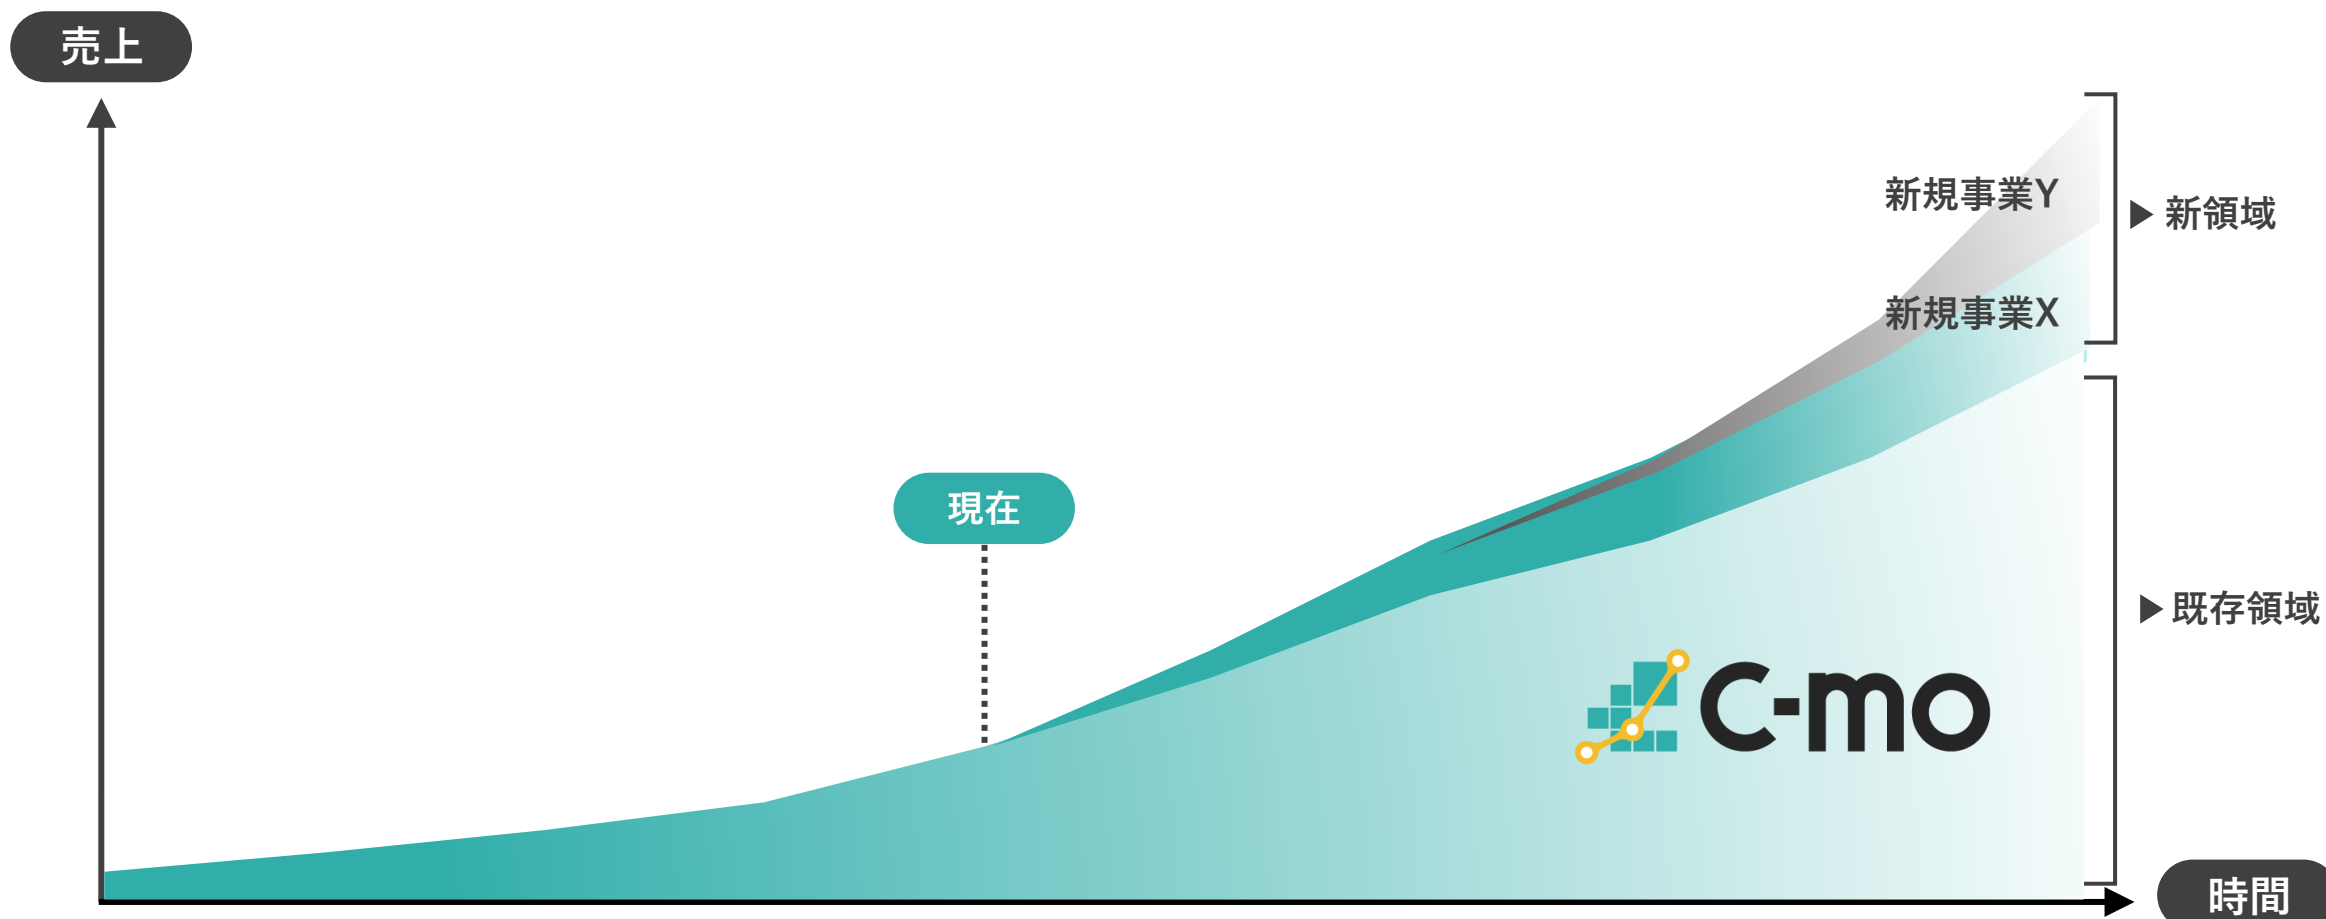 売上
新規事業Y
新領域
新規事業X
現在
既存領域
C-mo
時間